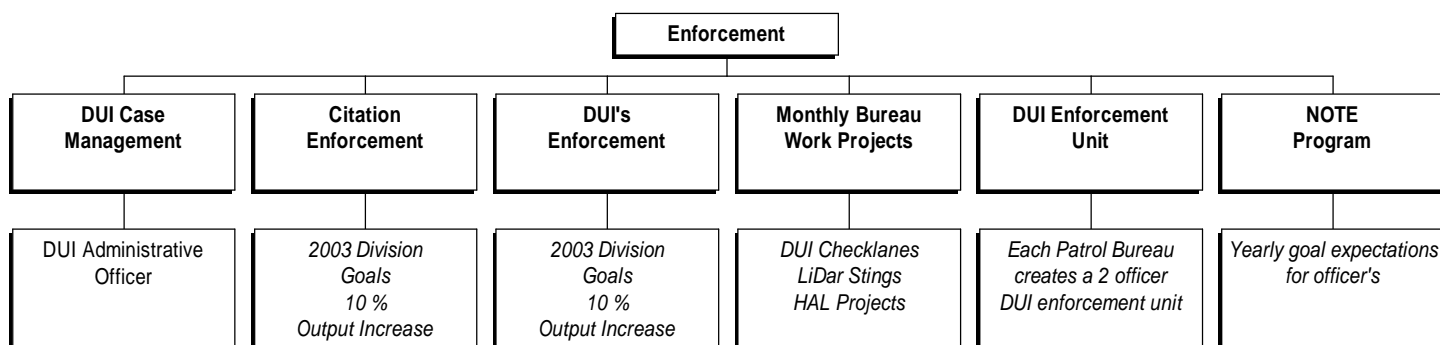 Enforcement
DUI Case
Management
Citation
Enforcement
DUI's
Enforcement
Monthly Bureau
Work Projects
DUI Enforcement
Unit
NOTE
Program
DUI Administrative
Officer
2003 Division
Goals
10 %
Output Increase
2003 Division
Goals
10 %
Output Increase
DUI Checklanes
LiDar Stings
HAL Projects
Each Patrol Bureau
creates a 2 officer
DUI enforcement unit
Yearly goal expectations
for officer's